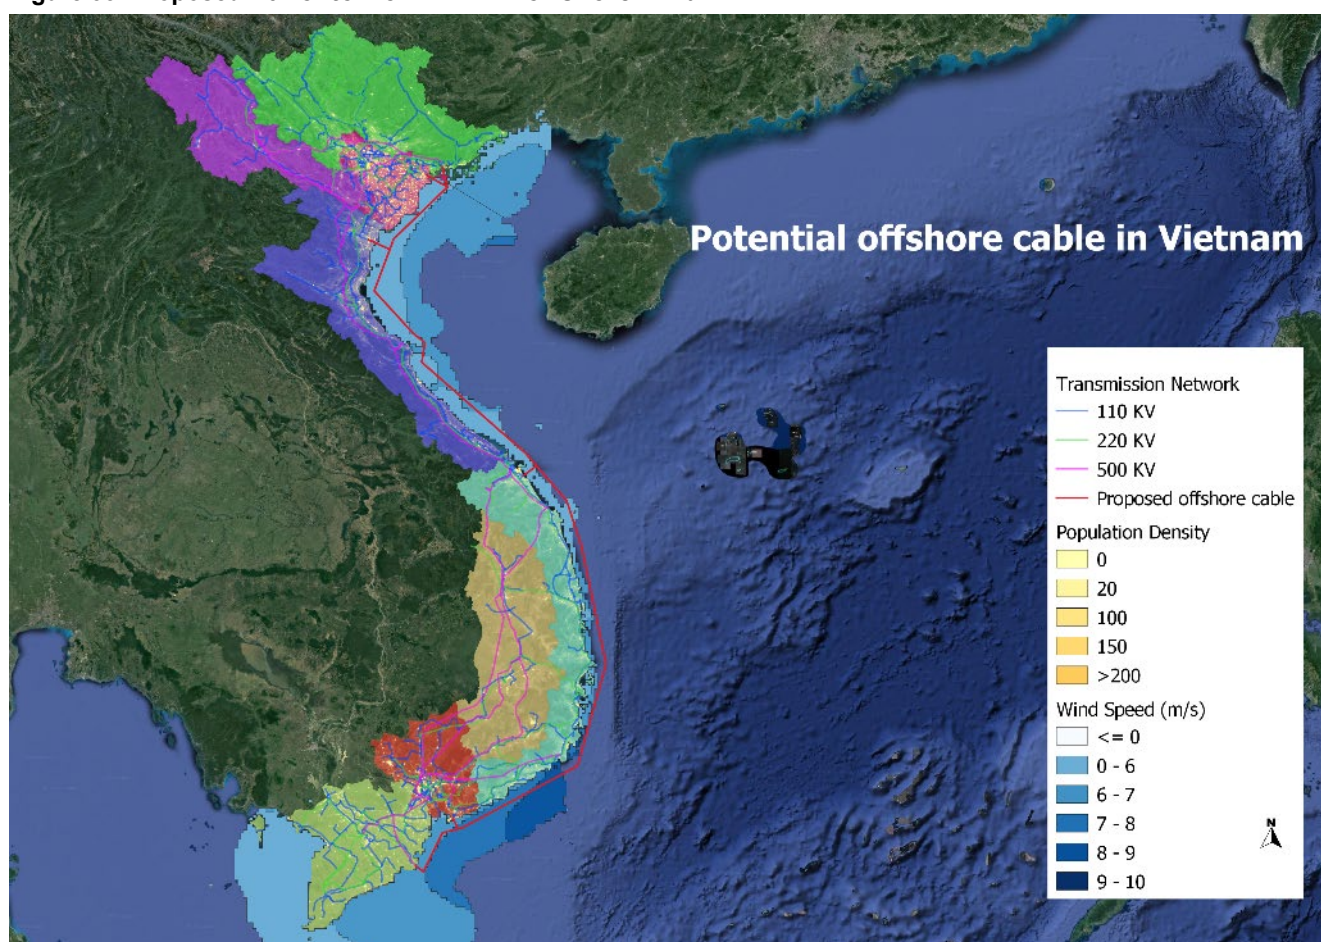 Potential offshore cable in Vietnam
Transmission Network
110 KV
220 KV
500 KV
Proposed offshore cable
Population Density
0
20
100
150
>200
Wind Speed (m/s)
<= 0
0 - 6
6 - 7
7 - 8
8 - 9
9 - 10
N